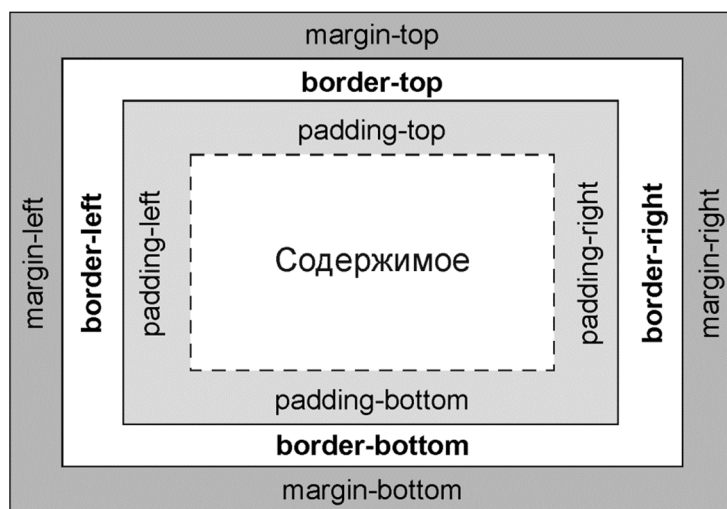 margin-top
border-top
padding-top
margin-left
border-left
padding-left
Содержимое
padding-right
border-right
margin-right
padding-bottom
border-bottom
margin-bottom